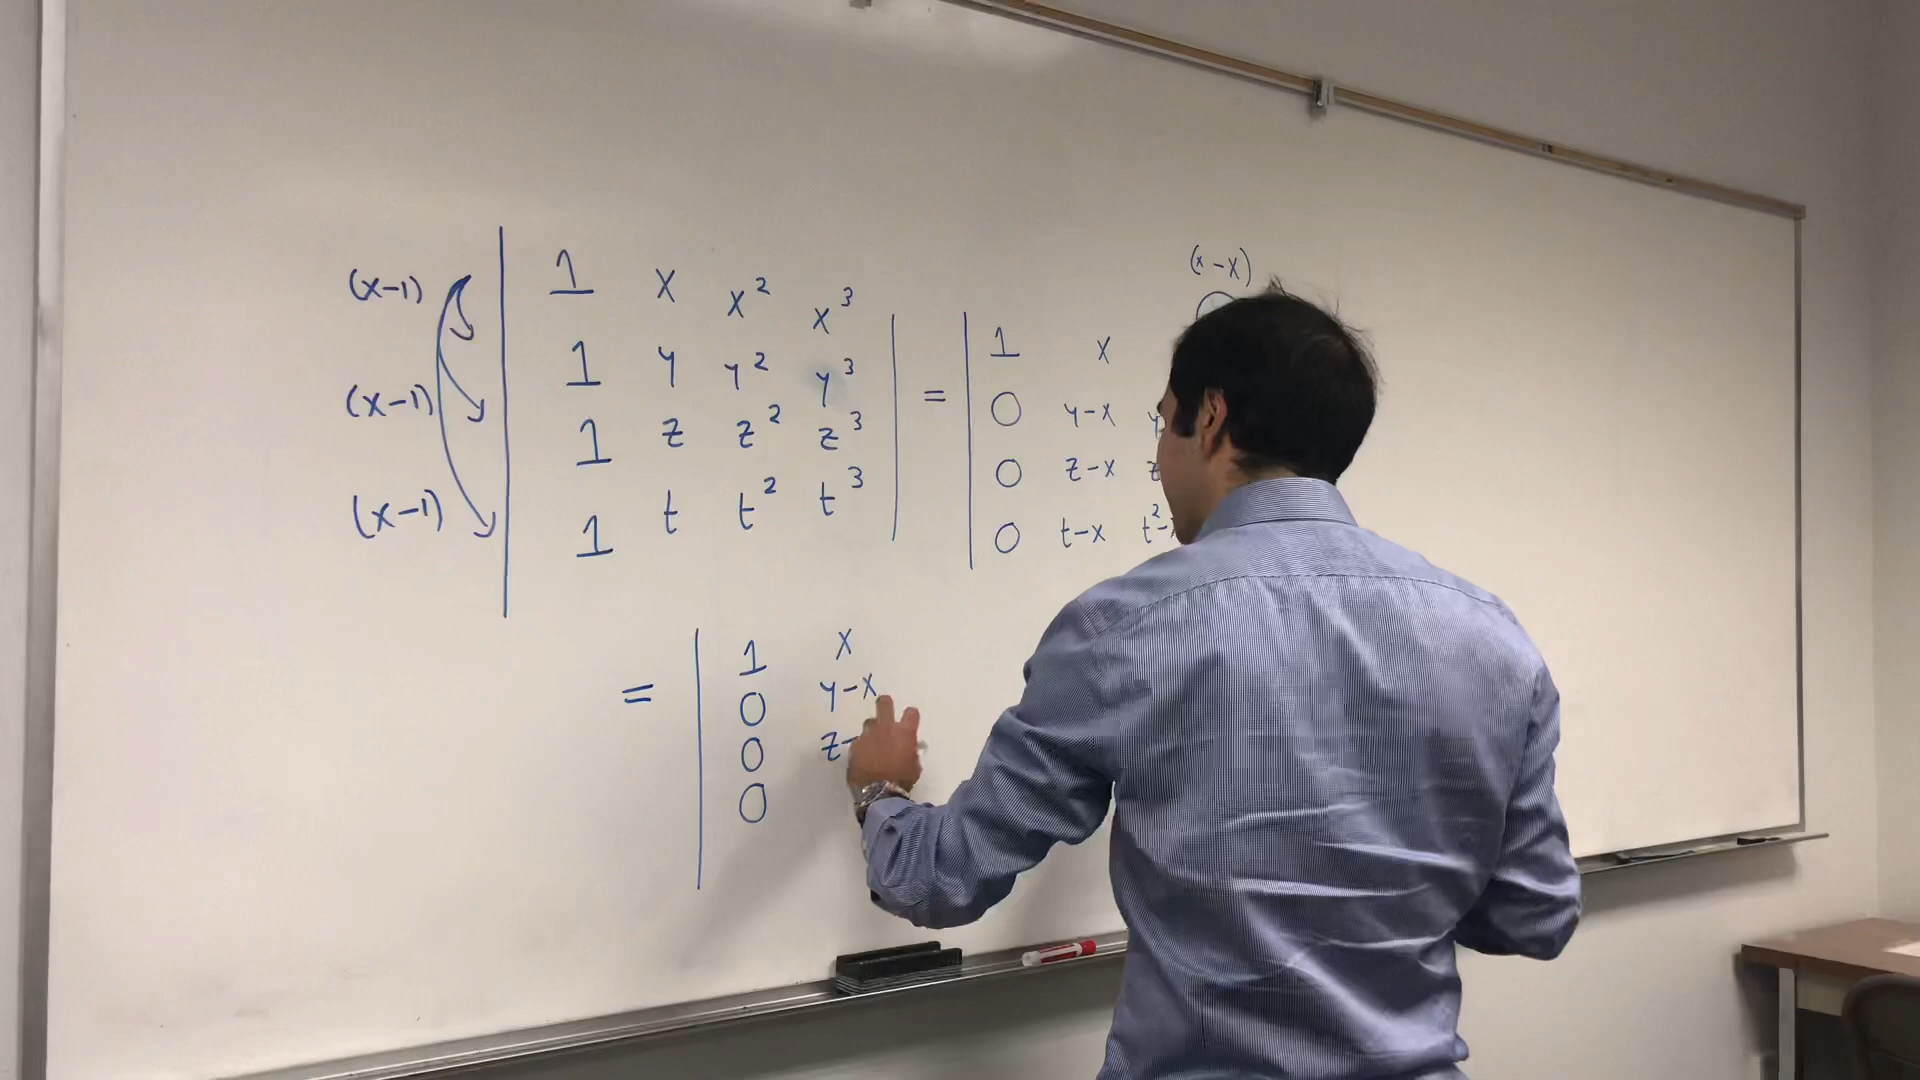 (x-1) | 1 x x² x³ |
(x-1) | 1 y y² y³ |
1 z z² z³
(x-1) | 1 t t² t³ |
(x-x)
= | 1 x
0 y-x y
0 z-x z
0 t-x t²-
= | 1 x
0 y-x
0 z-
0